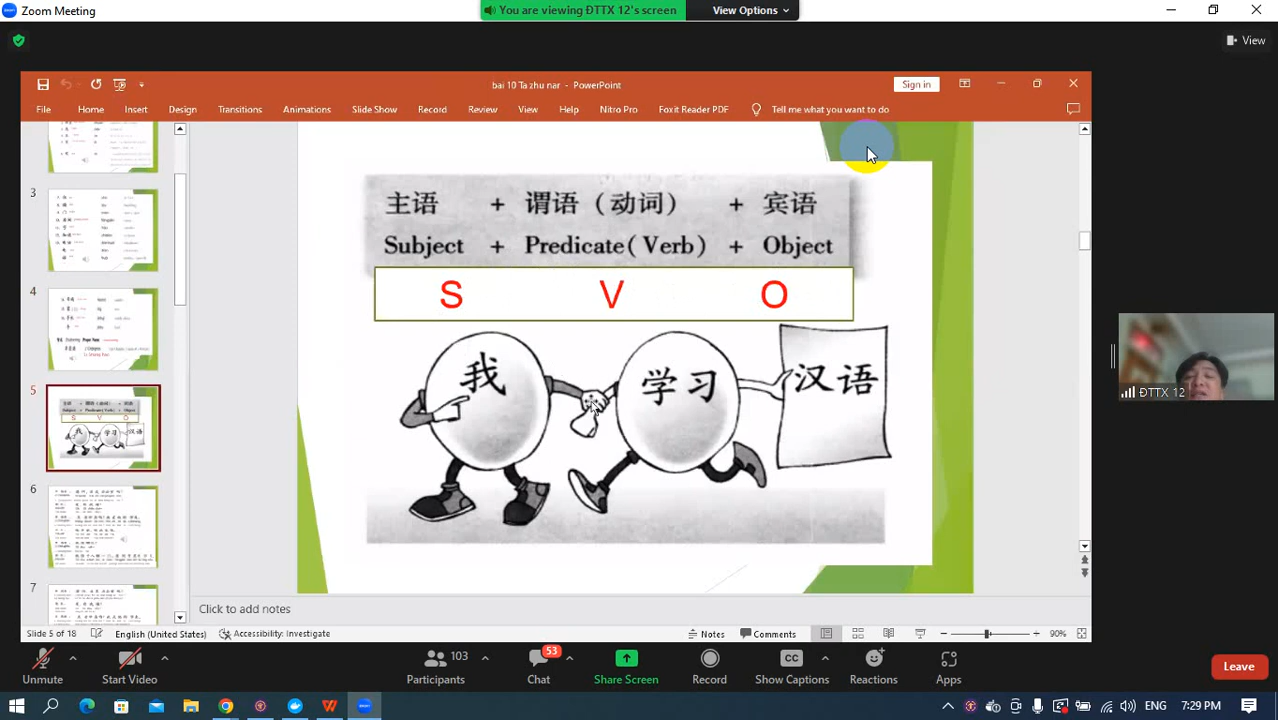 Zoom Meeting
You are viewing ĐTTX 12's screen
View Options
View
bai 10 Ta zhu nar - PowerPoint
Sign in
File Home Insert Design Transitions Animations Slide Show Record Review View Help Nitro Pro Foxit Reader PDF Tell me what you want to do
3
4
5
6
7
主语 + 谓语（动词） + 宾语
Subject + Predicate(Verb) + Object
S V O
我 学习 汉语
ĐTTX 12
Click to add notes
Slide 5 of 18 English (United States) Accessibility: Investigate Notes Comments 90%
103 53 CC
Unmute Start Video Participants Chat Share Screen Record Show Captions Reactions Apps Leave
ENG 7:29 PM